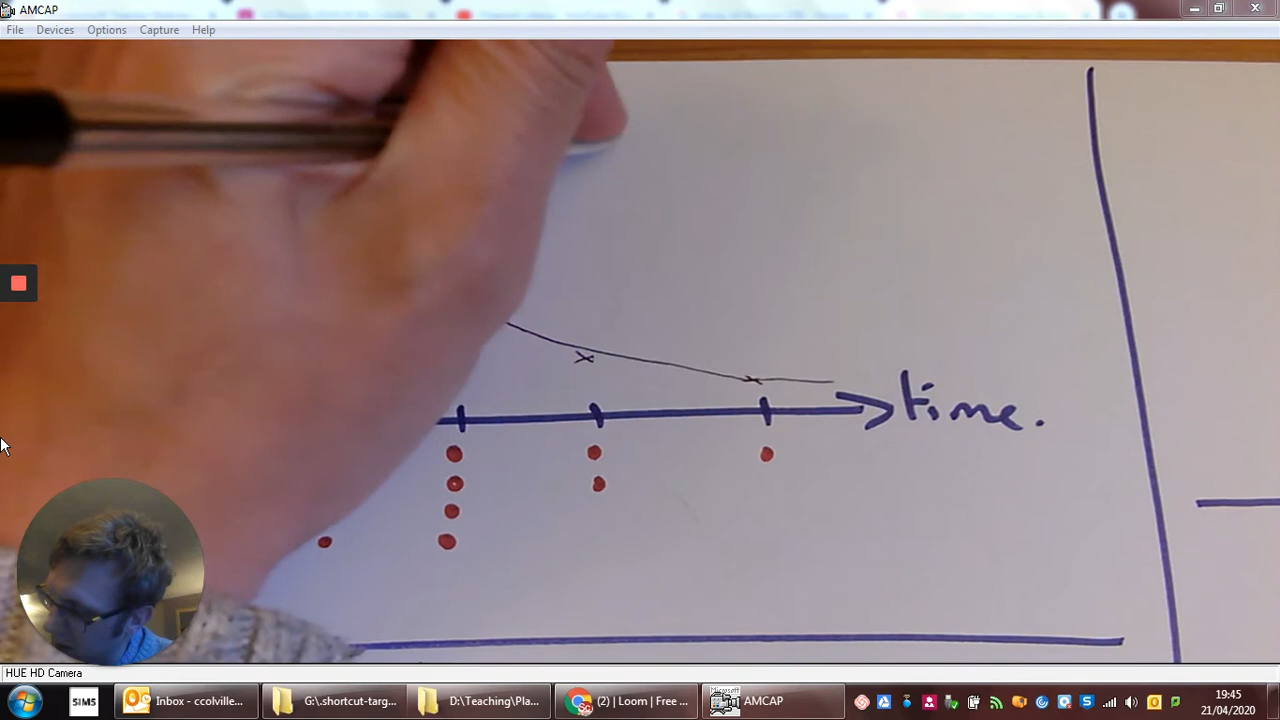 AMCAP
File Devices Options Capture Help
time.
HUE HD Camera
SIMS
Inbox - ccolville...
G:\.shortcut-targ...
D:\Teaching\Pla...
(2) | Loom | Free ...
Microsoft
AMCAP
19:45
21/04/2020